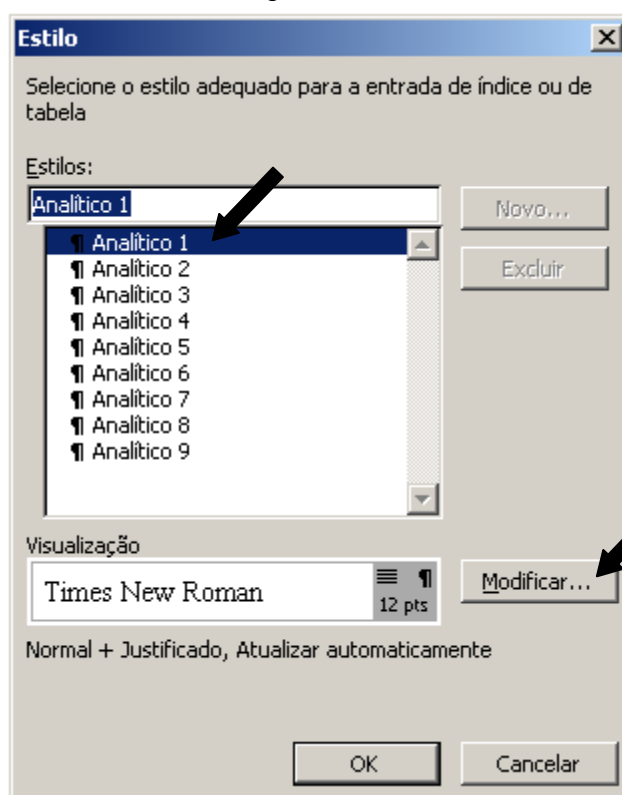 Estilo
Selecione o estilo adequado para a entrada de índice ou de
tabela
Estilos:
Analítico 1
Novo...
¶ Analítico 1
¶ Analítico 2
Excluir
¶ Analítico 3
¶ Analítico 4
¶ Analítico 5
¶ Analítico 6
¶ Analítico 7
¶ Analítico 8
¶ Analítico 9
Visualização
Times New Roman
¶
12 pts
Modificar...
Normal + Justificado, Atualizar automaticamente
OK
Cancelar